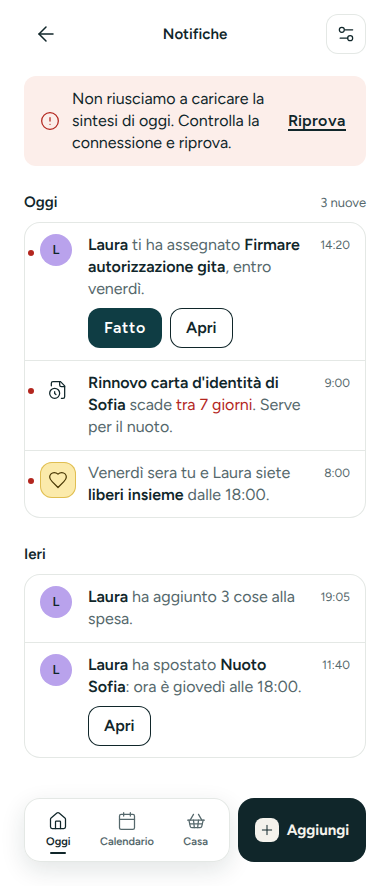 Notifiche
Non riusciamo a caricare la
sintesi di oggi. Controlla la
connessione e riprova.
Riprova
Oggi
3 nuove
L
Laura ti ha assegnato Firmare
autorizzazione gita, entro
venerdì.
14:20
Fatto
Apri
Rinnovo carta d'identità di
Sofia scade tra 7 giorni. Serve
per il nuoto.
9:00
Venerdì sera tu e Laura siete
liberi insieme dalle 18:00.
8:00
Ieri
L
Laura ha aggiunto 3 cose alla
spesa.
19:05
L
Laura ha spostato Nuoto
Sofia: ora è giovedì alle 18:00.
11:40
Apri
Oggi
Calendario
Casa
Aggiungi